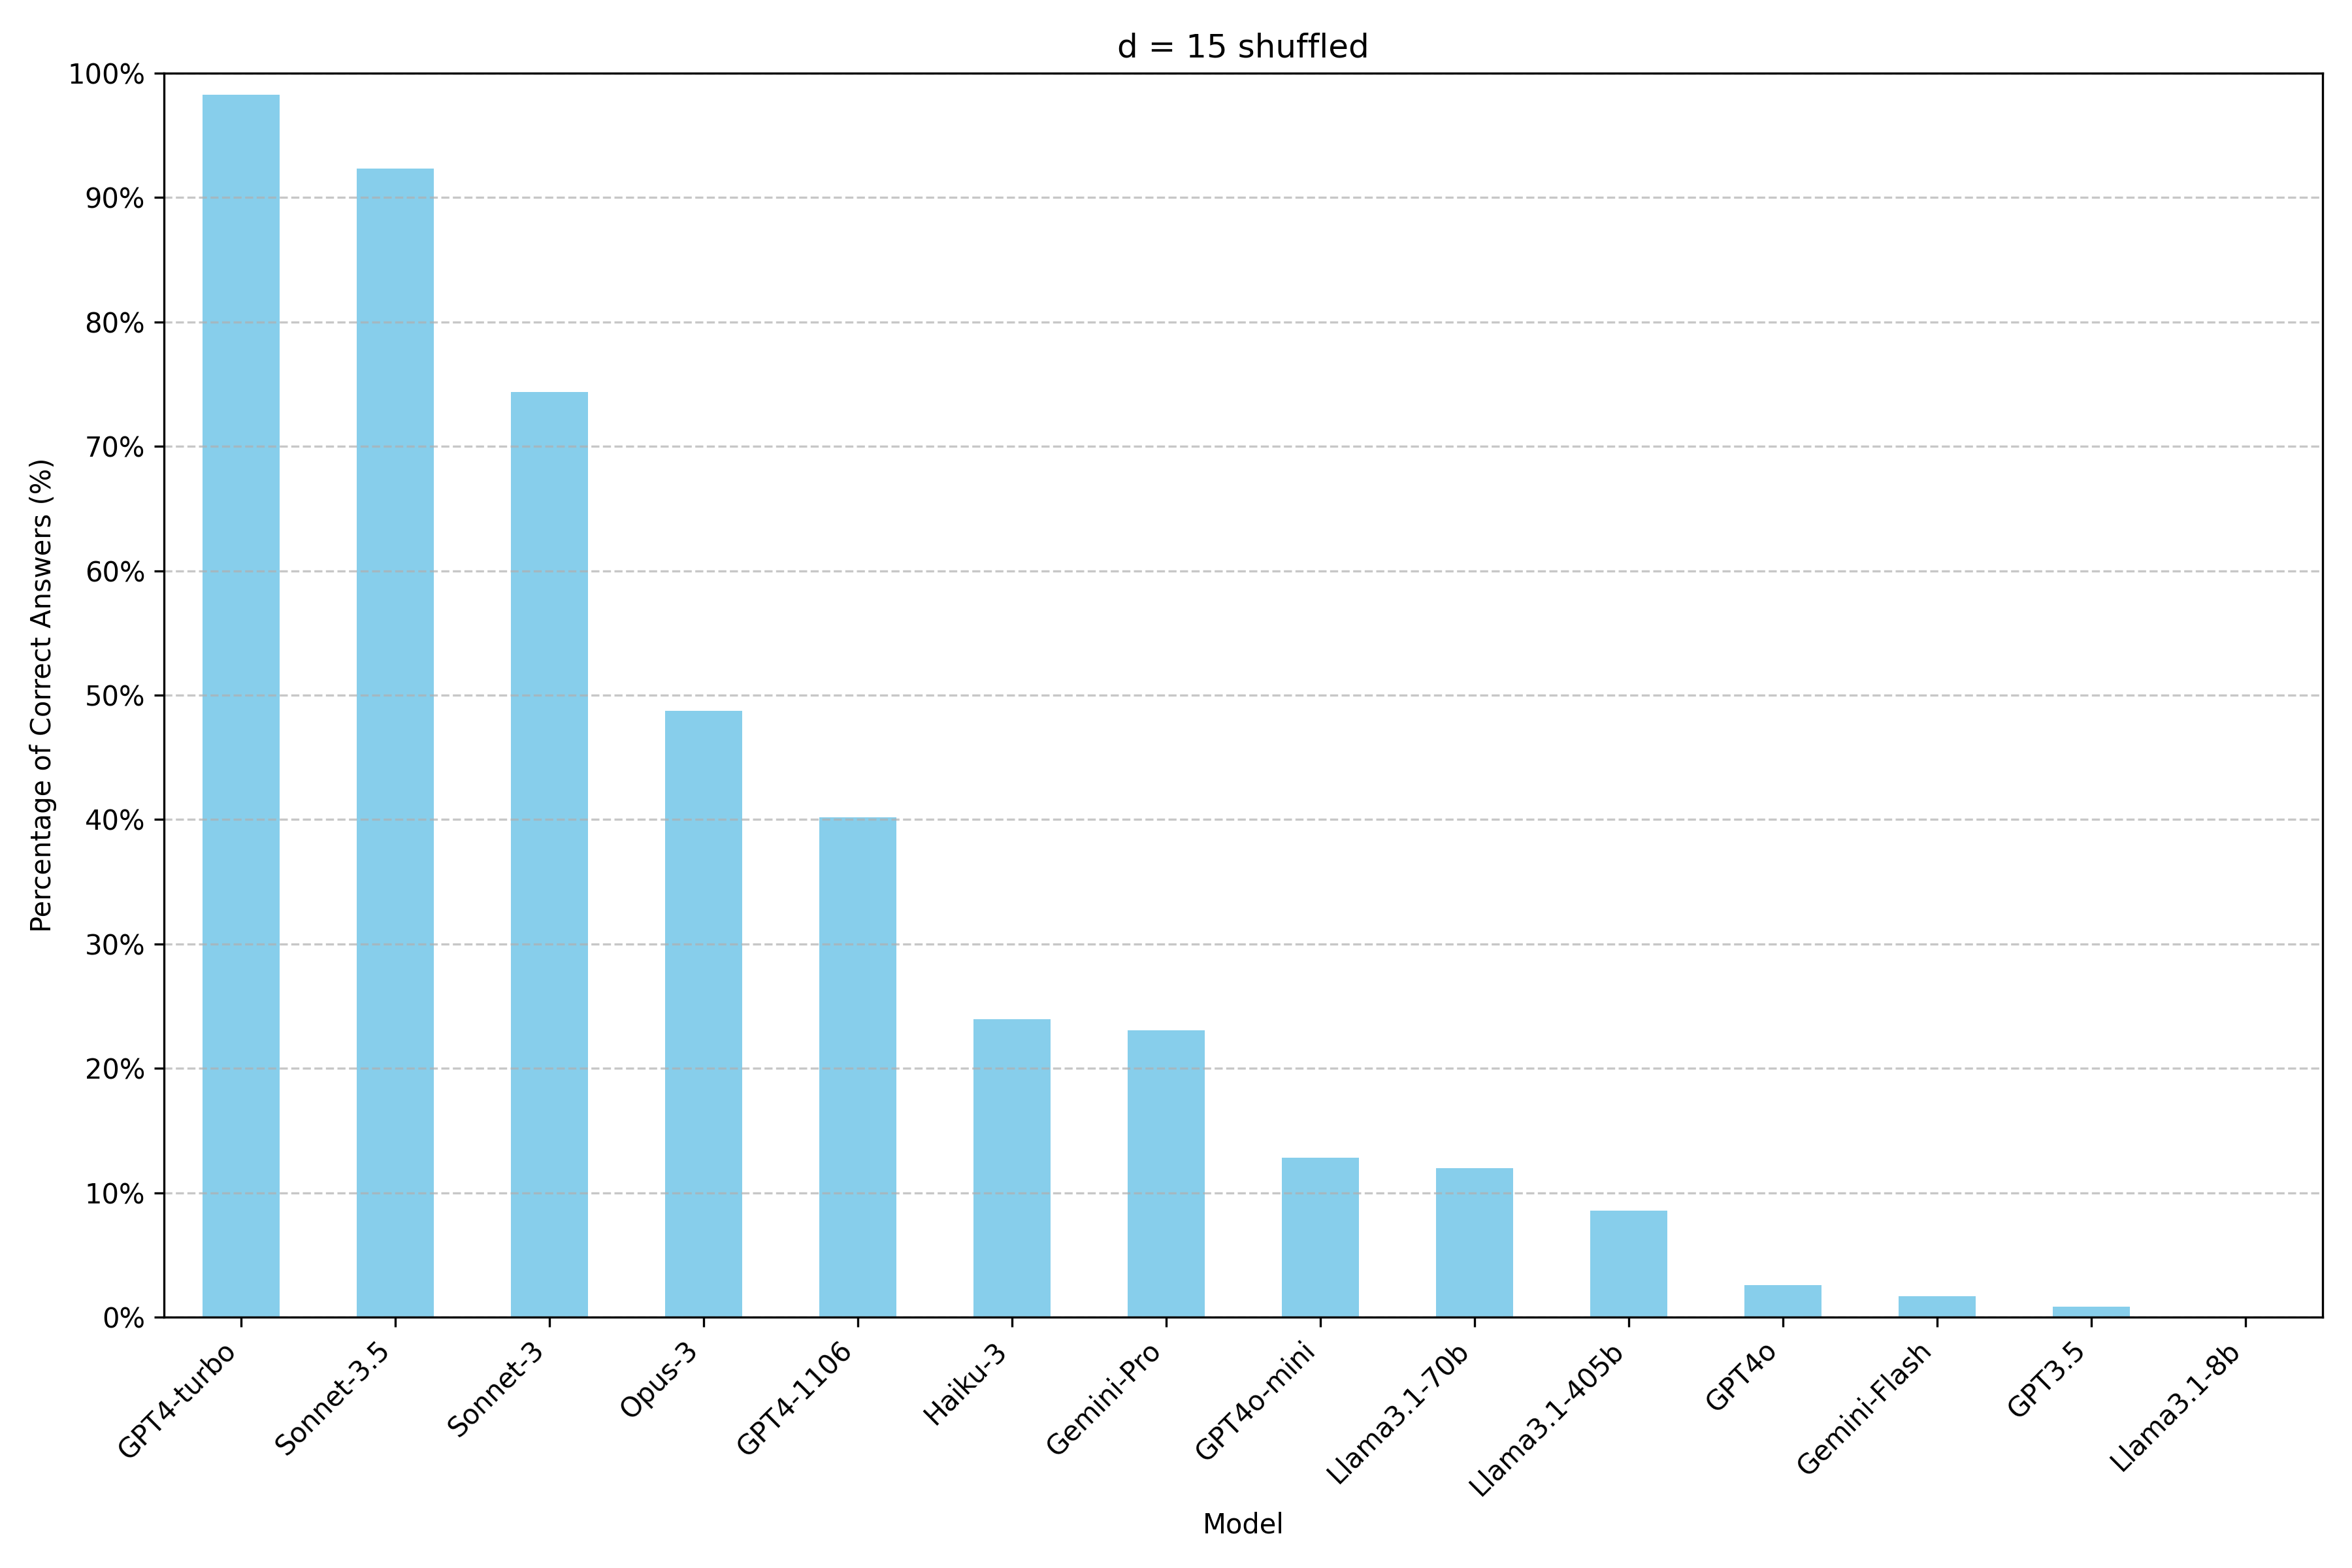 d = 15 shuffled
Percentage of Correct Answers (%)
100%
90%
80%
70%
60%
50%
40%
30%
20%
10%
0%
GPT4-turbo
Sonnet-3.5
Sonnet-3
Opus-3
GPT4-1106
Haiku-3
Gemini-Pro
GPT4o-mini
Llama3.1-70b
Llama3.1-405b
GPT4o
Gemini-Flash
GPT3.5
Llama3.1-8b
Model